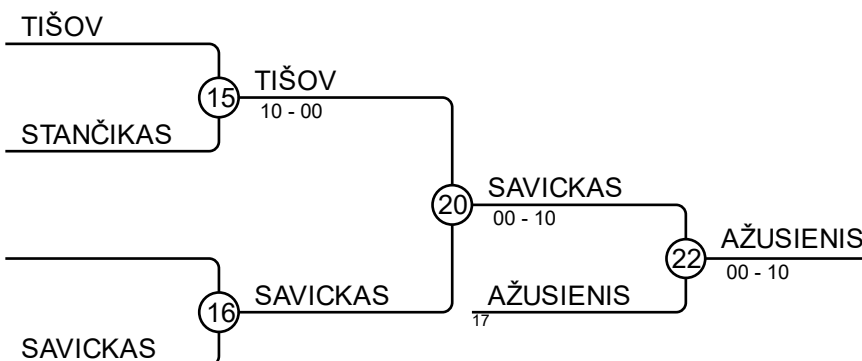 TIŠOV
15
TIŠOV
10 - 00
STANČIKAS
20
SAVICKAS
00 - 10
22
AŽUSIENIS
00 - 10
16
SAVICKAS
AŽUSIENIS
17
SAVICKAS